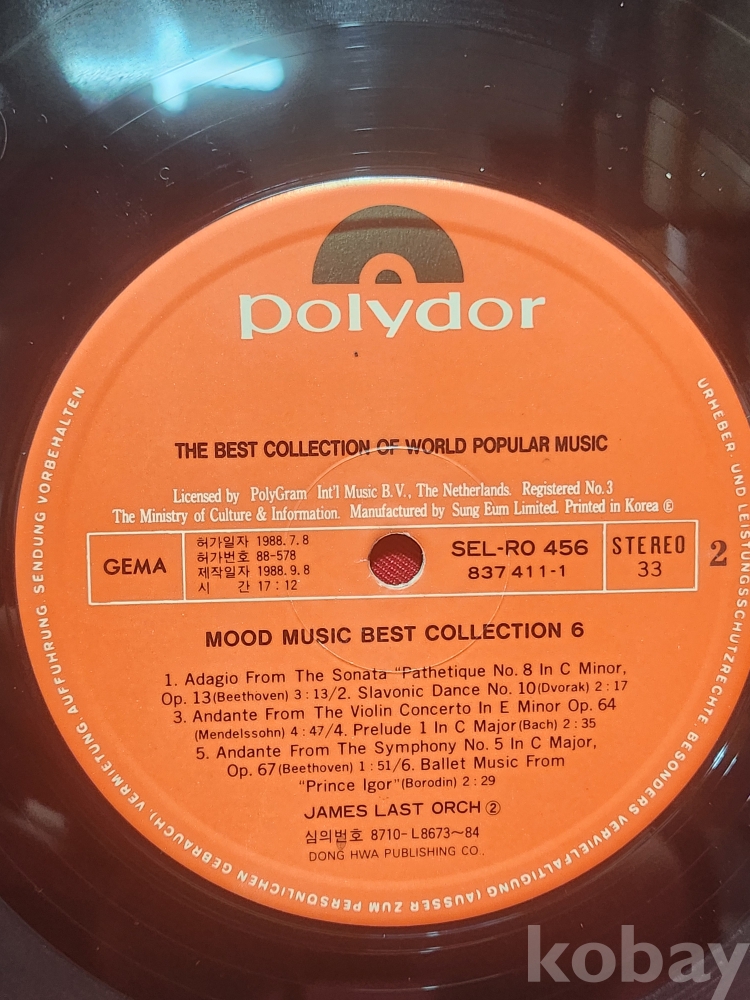 polydor
THE BEST COLLECTION OF WORLD POPULAR MUSIC
Licensed by PolyGram Int'l Music B.V., The Netherlands. Registered No.3
The Ministry of Culture & Information. Manufactured by Sung Eum Limited. Printed in Korea Ⓔ
GEMA
허가일자 1988.7.8
허가번호 88-578
제작일자 1988.9.8
시 간 17:12
SEL-RO 456
837 411-1
STEREO
33
2
MOOD MUSIC BEST COLLECTION 6
1. Adagio From The Sonata "Pathetique No. 8 In C Minor,
Op. 13(Beethoven) 3:13/2. Slavonic Dance No. 10(Dvorak) 2:17
3. Andante From The Violin Concerto In E Minor Op. 64
(Mendelssohn) 4:47/4. Prelude 1 In C Major(Bach) 2:35
5. Andante From The Symphony No. 5 In C Major,
Op. 67(Beethoven) 1:51/6. Ballet Music From
"Prince Igor"(Borodin) 2:29
JAMES LAST ORCH ②
심의번호 8710-L8673~84
DONG HWA PUBLISHING CO.,
URHEBER UND LEISTUNGSSCHUTZRECHTE. BESONDERS VERVIELFÄLTIGUNG (AUSSER ZUM PERSÖNLICHEN GEBRAUCH), VERMIETUNG, AUFFÜHRUNG, SENDUNG VORBEHALTEN
kobay